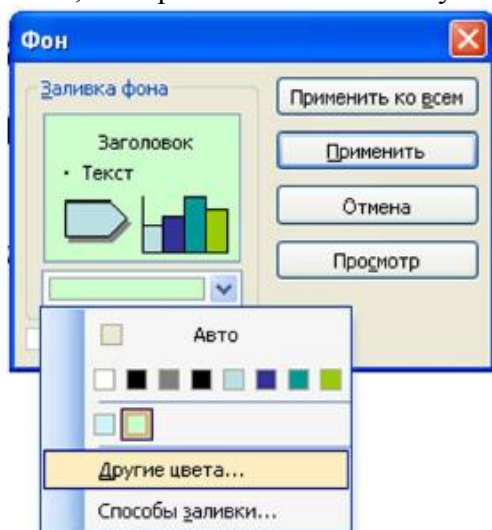 Фон
Заливка фона
Применить ко всем
Заголовок
• Текст
Применить
Отмена
Просмотр
Авто
Другие цвета...
Способы заливки...